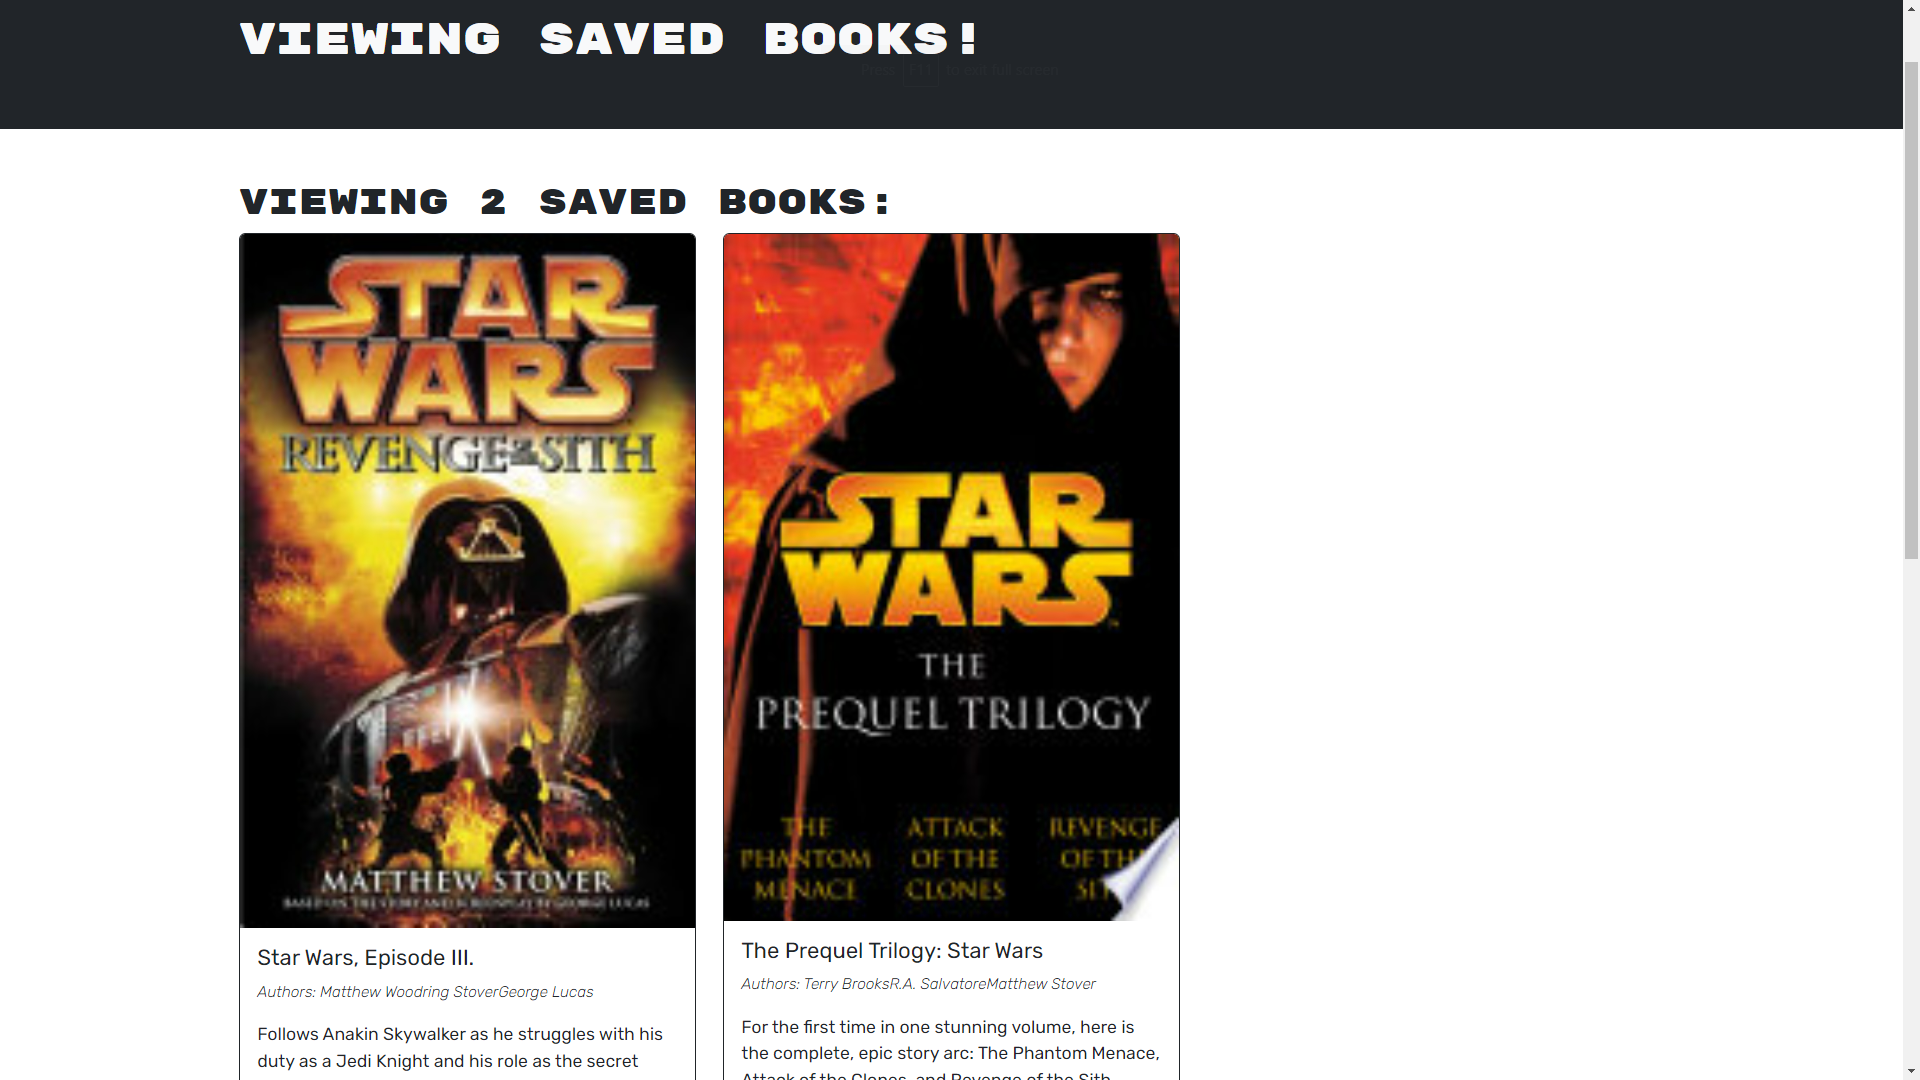 VIEWING SAVED BOOKS!
Press F11 to exit full screen
VIEWING 2 SAVED BOOKS:
STAR
WARS
REVENGE OF THE SITH
MATTHEW STOVER
BASED ON THE STORY AND SCREENPLAY BY GEORGE LUCAS
Star Wars, Episode III.
Authors: Matthew Woodring StoverGeorge Lucas
Follows Anakin Skywalker as he struggles with his
duty as a Jedi Knight and his role as the secret
STAR
WARS
THE
PREQUEL TRILOGY
THE
PHANTOM
MENACE
ATTACK
OF THE
CLONES
REVENGE
OF TH
SI
The Prequel Trilogy: Star Wars
Authors: Terry BrooksR.A. SalvatoreMatthew Stover
For the first time in one stunning volume, here is
the complete, epic story arc: The Phantom Menace,
Attack of the Clones, and Revenge of the Sith